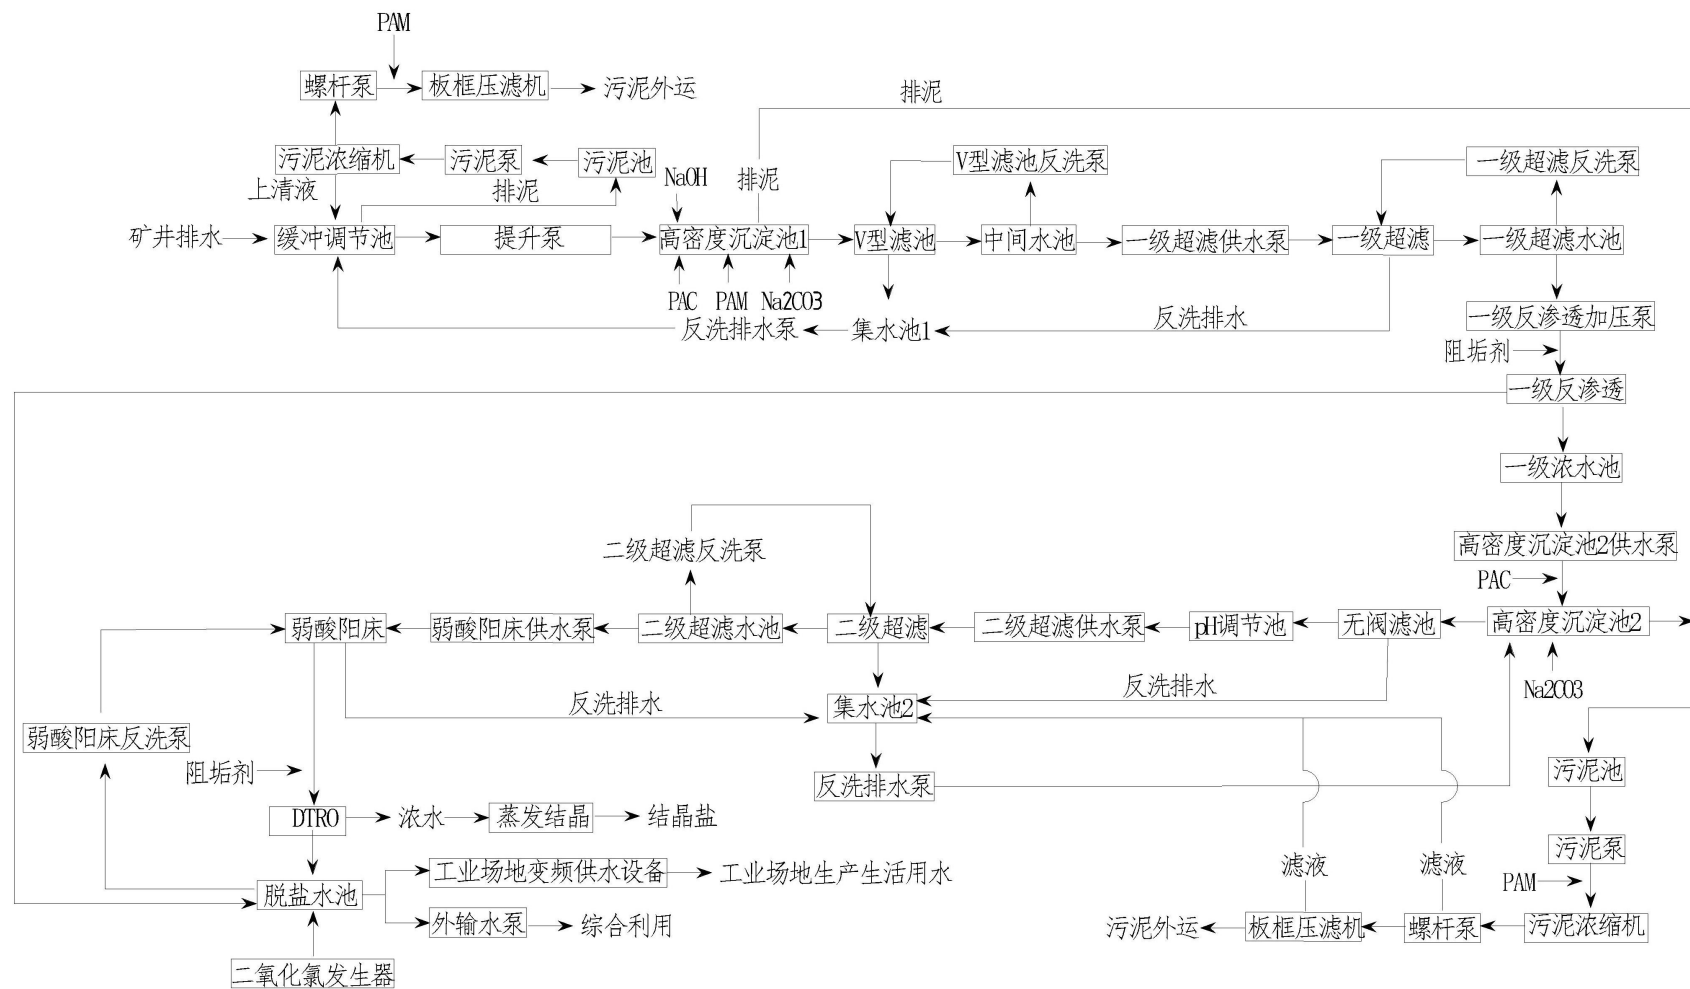 PAM
螺杆泵
板框压滤机
污泥外运
排泥
污泥浓缩机
污泥泵
污泥池
V型滤池反洗泵
一级超滤反洗泵
上清液
排泥
NaOH
排泥
矿井排水
缓冲调节池
提升泵
高密度沉淀池1
V型滤池
中间水池
一级超滤供水泵
一级超滤
一级超滤水池
PAC
PAM
Na2CO3
反洗排水泵
集水池1
反洗排水
一级反渗透加压泵
阻垢剂
一级反渗透
一级浓水池
二级超滤反洗泵
高密度沉淀池2供水泵
PAC
弱酸阳床
弱酸阳床供水泵
二级超滤水池
二级超滤
二级超滤供水泵
pH调节池
无阀滤池
高密度沉淀池2
反洗排水
集水池2
反洗排水
Na2CO3
弱酸阳床反洗泵
阻垢剂
反洗排水泵
污泥池
DTRO
浓水
蒸发结晶
结晶盐
污泥泵
工业场地变频供水设备
工业场地生产生活用水
滤液
滤液
PAM
脱盐水池
外输水泵
综合利用
污泥外运
板框压滤机
螺杆泵
污泥浓缩机
二氧化氯发生器